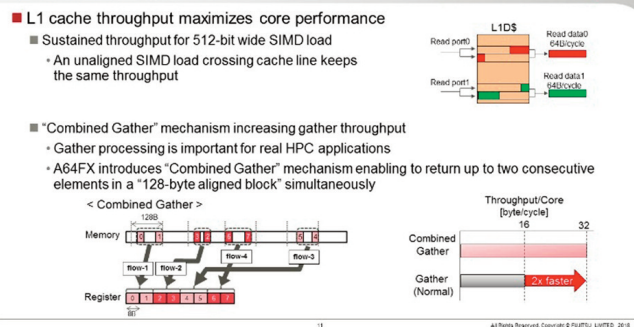 L1 cache throughput maximizes core performance
Sustained throughput for 512-bit wide SIMD load
• An unaligned SIMD load crossing cache line keeps
the same throughput
L1D$
Read port0
Read data0
64B/cycle
Read port1
Read data1
64B/cycle
"Combined Gather" mechanism increasing gather throughput
• Gather processing is important for real HPC applications
• A64FX introduces "Combined Gather" mechanism enabling to return up to two consecutive
elements in a "128-byte aligned block" simultaneously
< Combined Gather >
128B
Memory
0 1
flow-1 flow-2 flow-4 flow-3
Register
0 1 2 3 4 5 6 7
8B
Throughput/Core
[byte/cycle]
16 32
Combined
Gather
Gather
(Normal)
2x faster
11
All Rights Reserved. Copyright © FUJITSU LIMITED 2018